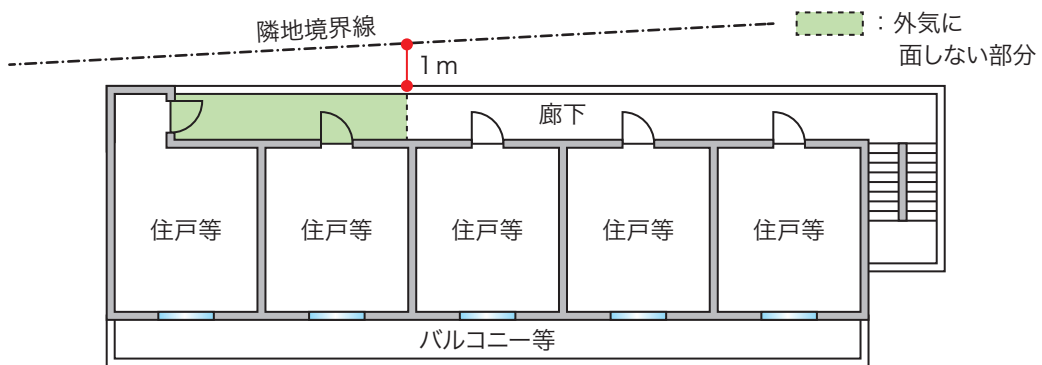 隣地境界線
：外気に
面しない部分
1m
廊下
住戸等
住戸等
住戸等
住戸等
住戸等
バルコニー等